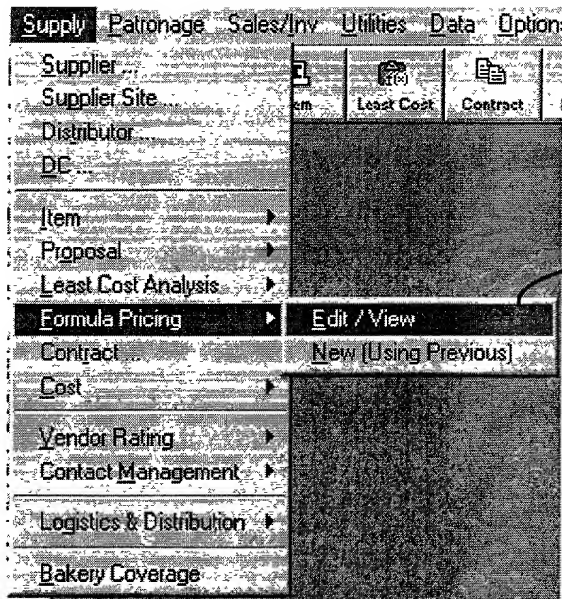 Supply Patronage Sales/Inv Utilities Data Options
Supplier ...
Supplier Site ...
Distributor ...
DC ...
Least Cost Contract
Item
Proposal
Least Cost Analysis
Formula Pricing Edit / View
Contract ... New (Using Previous)
Cost
Vendor Rating
Contact Management
Logistics & Distribution
Bakery Coverage